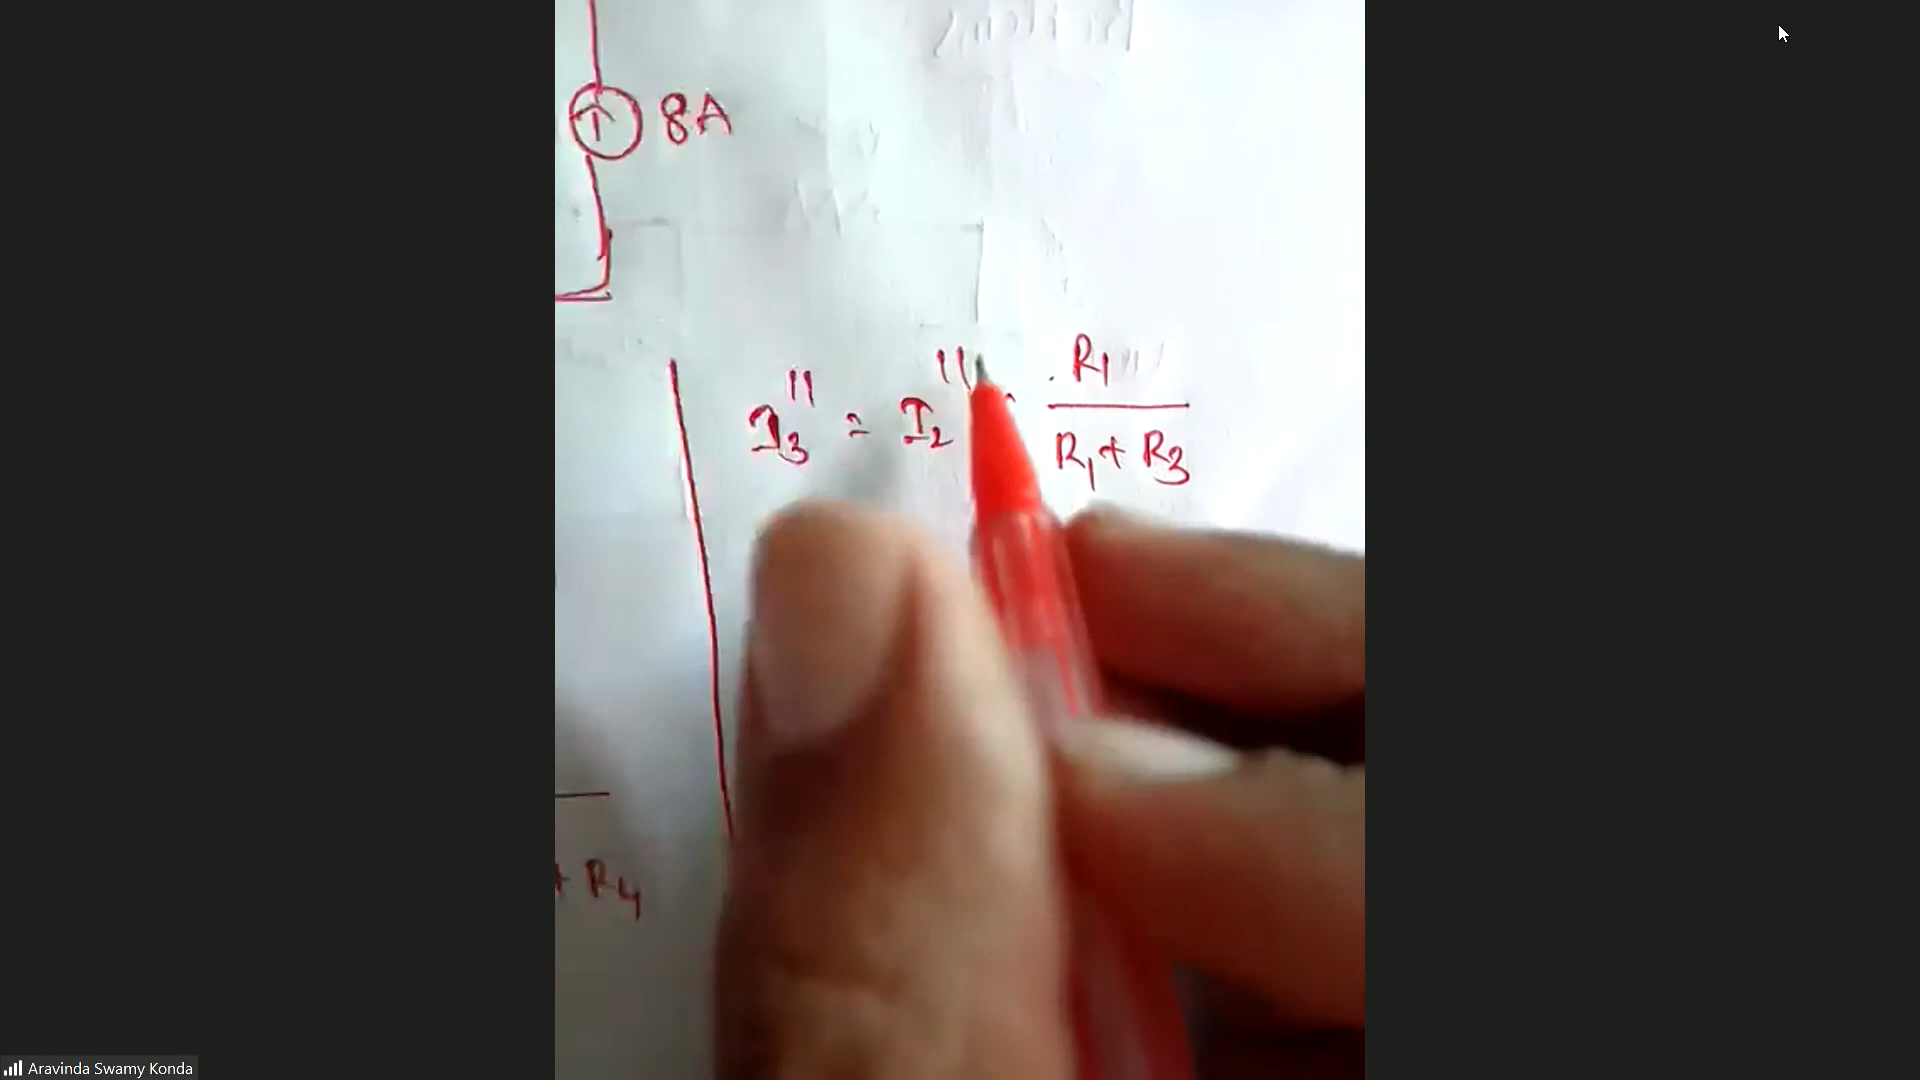 8A
I₃'' = I₂'' . R₁
R₁ + R₃
+ R₄
Aravinda Swamy Konda